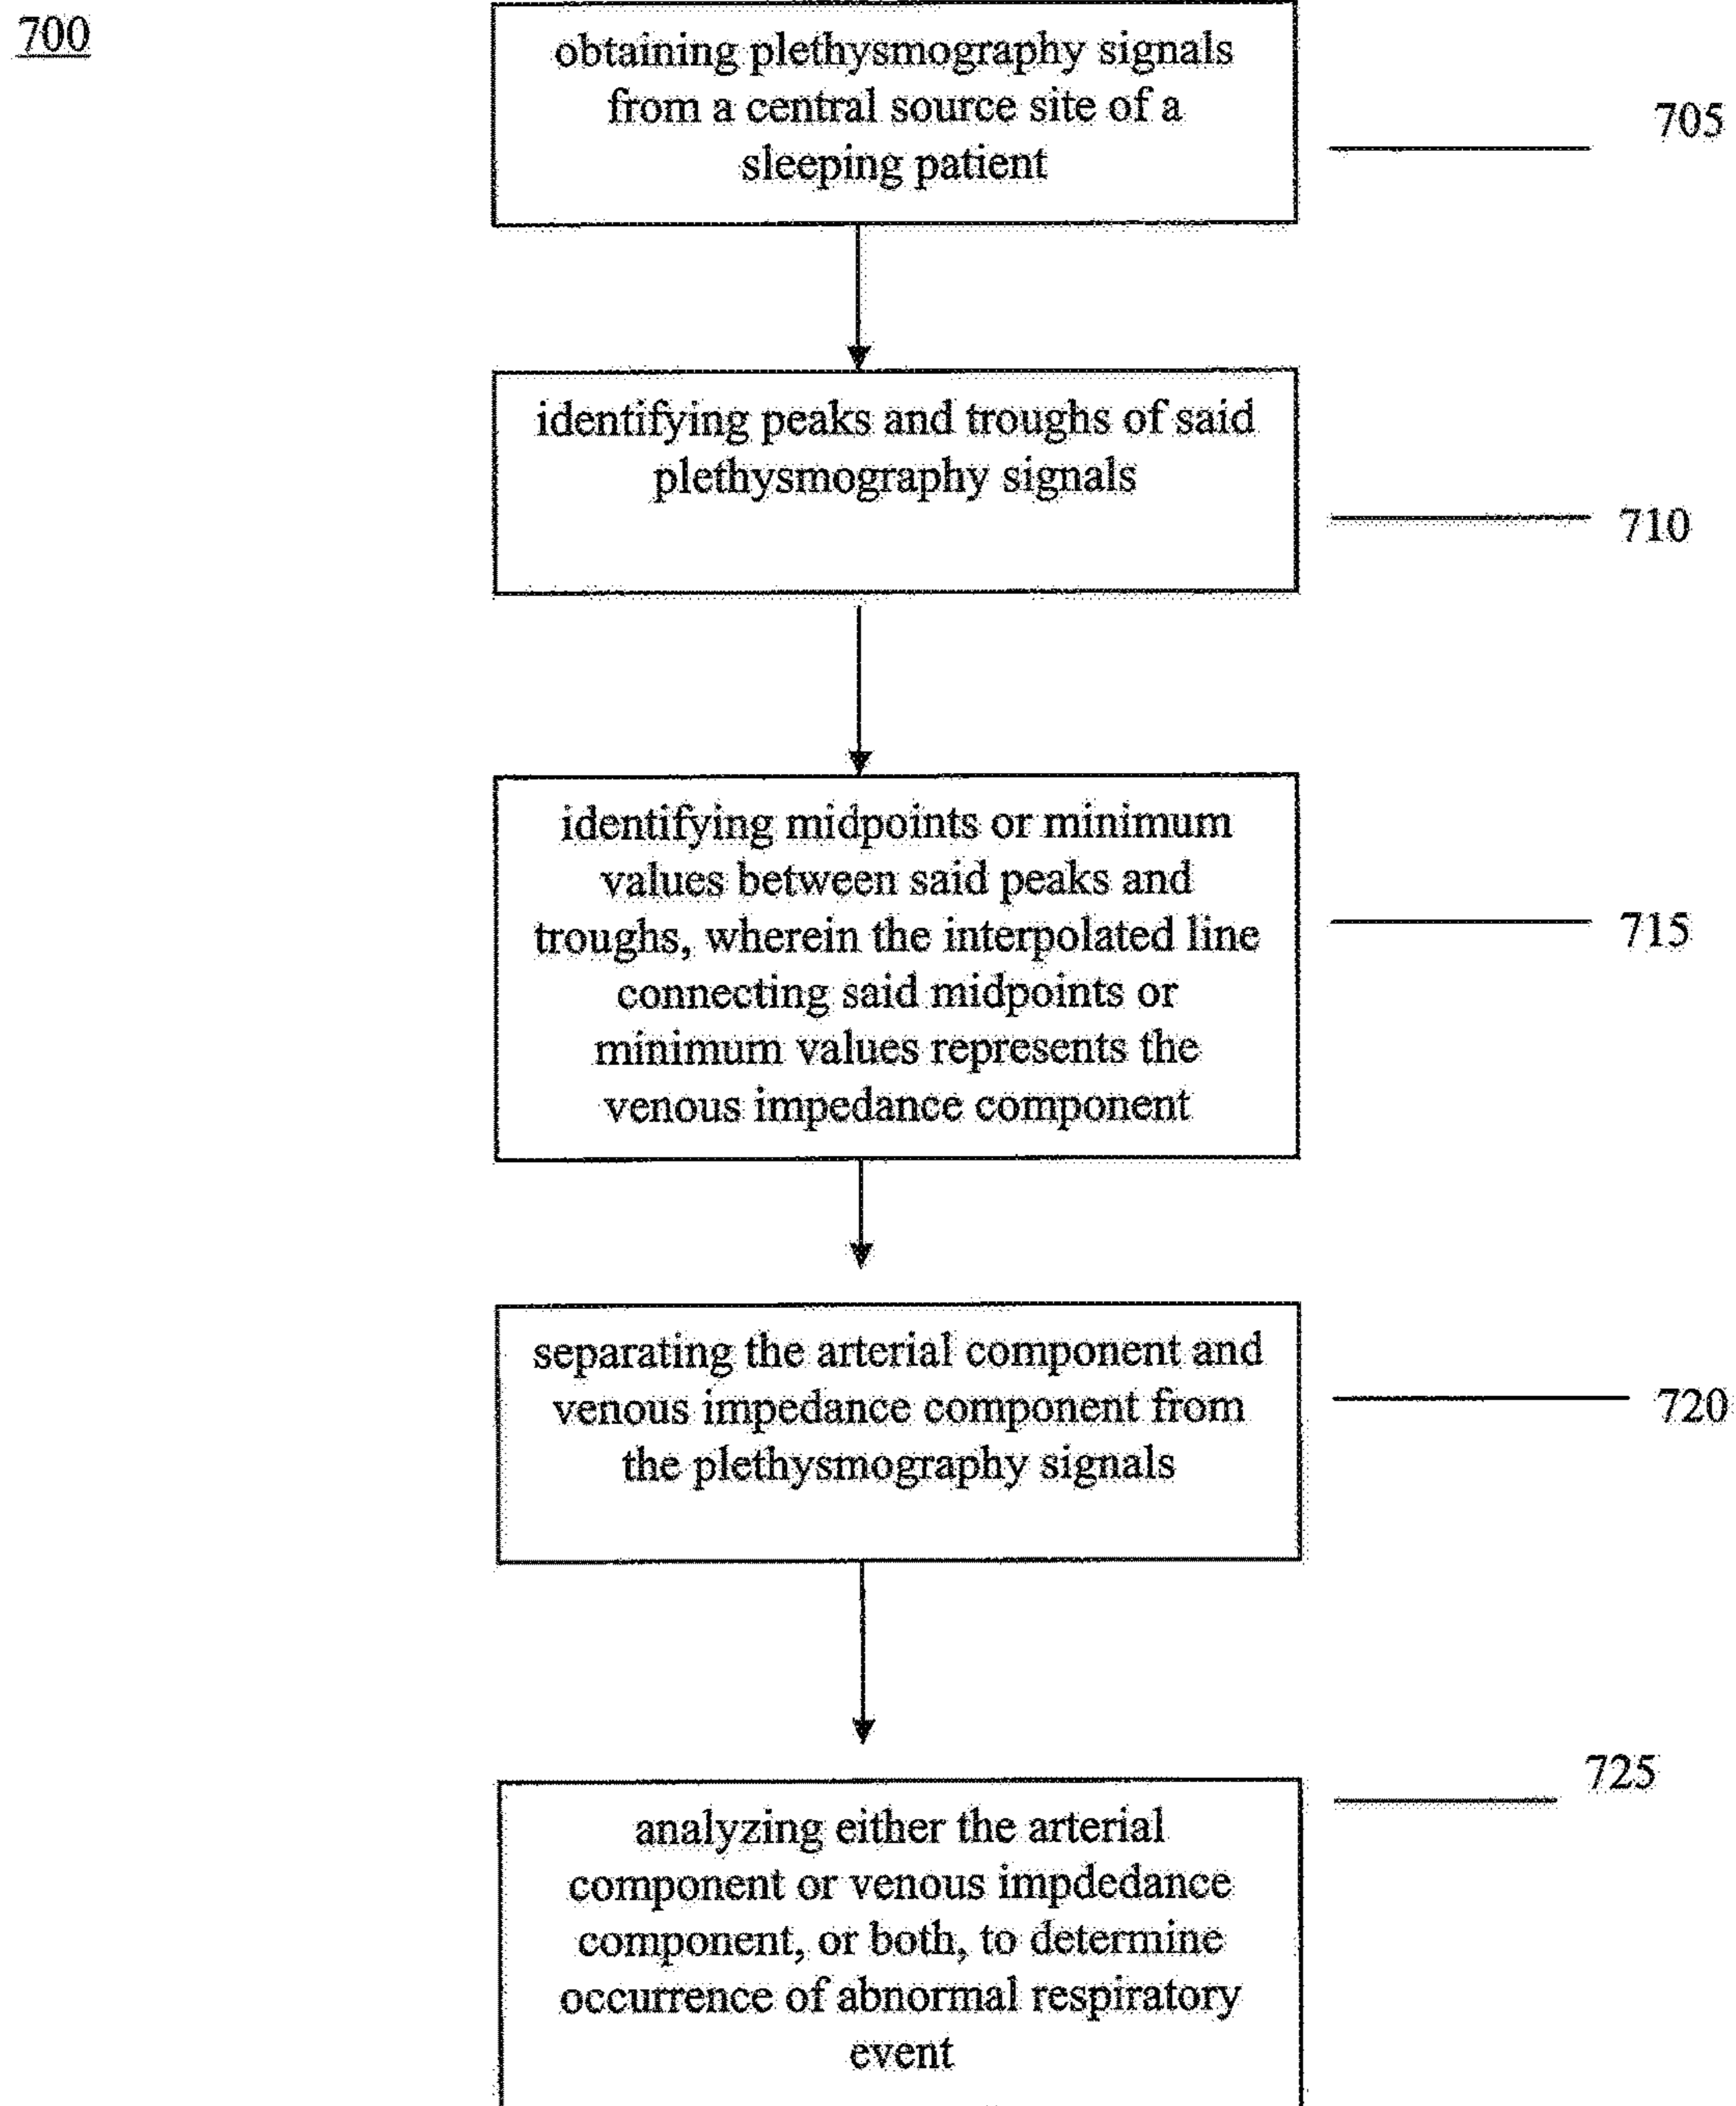 700
obtaining plethysmography signals
from a central source site of a
sleeping patient
705
identifying peaks and troughs of said
plethysmography signals
710
identifying midpoints or minimum
values between said peaks and
troughs, wherein the interpolated line
connecting said midpoints or
minimum values represents the
venous impedance component
715
separating the arterial component and
venous impedance component from
the plethysmography signals
720
725
analyzing either the arterial
component or venous impdedance
component, or both, to determine
occurrence of abnormal respiratory
event